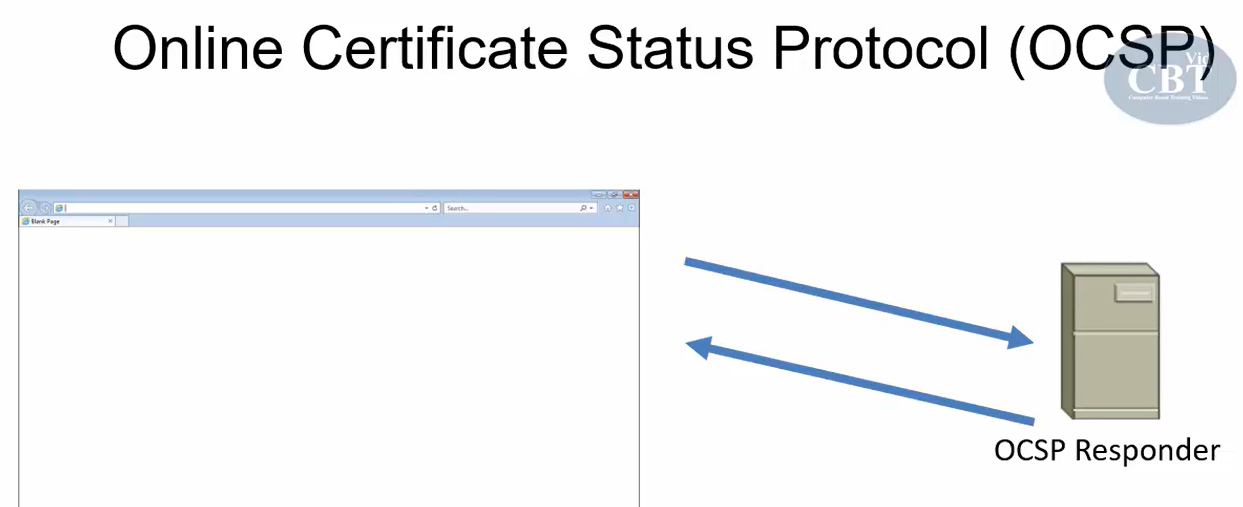 Online Certificate Status Protocol (OCSP)
Vid
CBT
Computer Based Training Videos
Search...
Blank Page
OCSP Responder